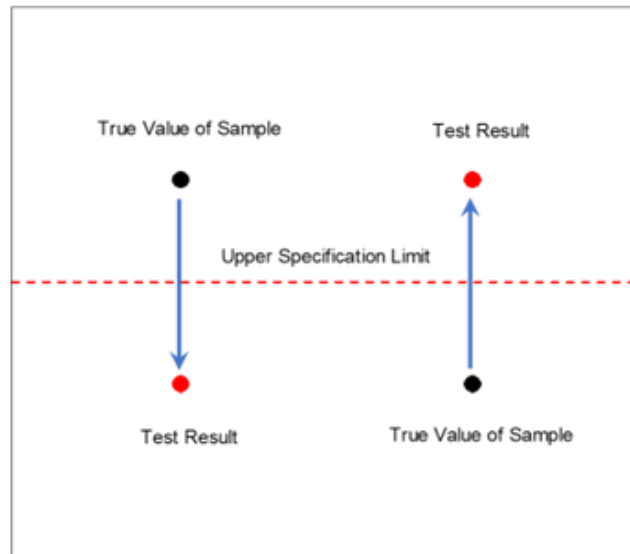 True Value of Sample
Test Result
Upper Specification Limit
Test Result
True Value of Sample